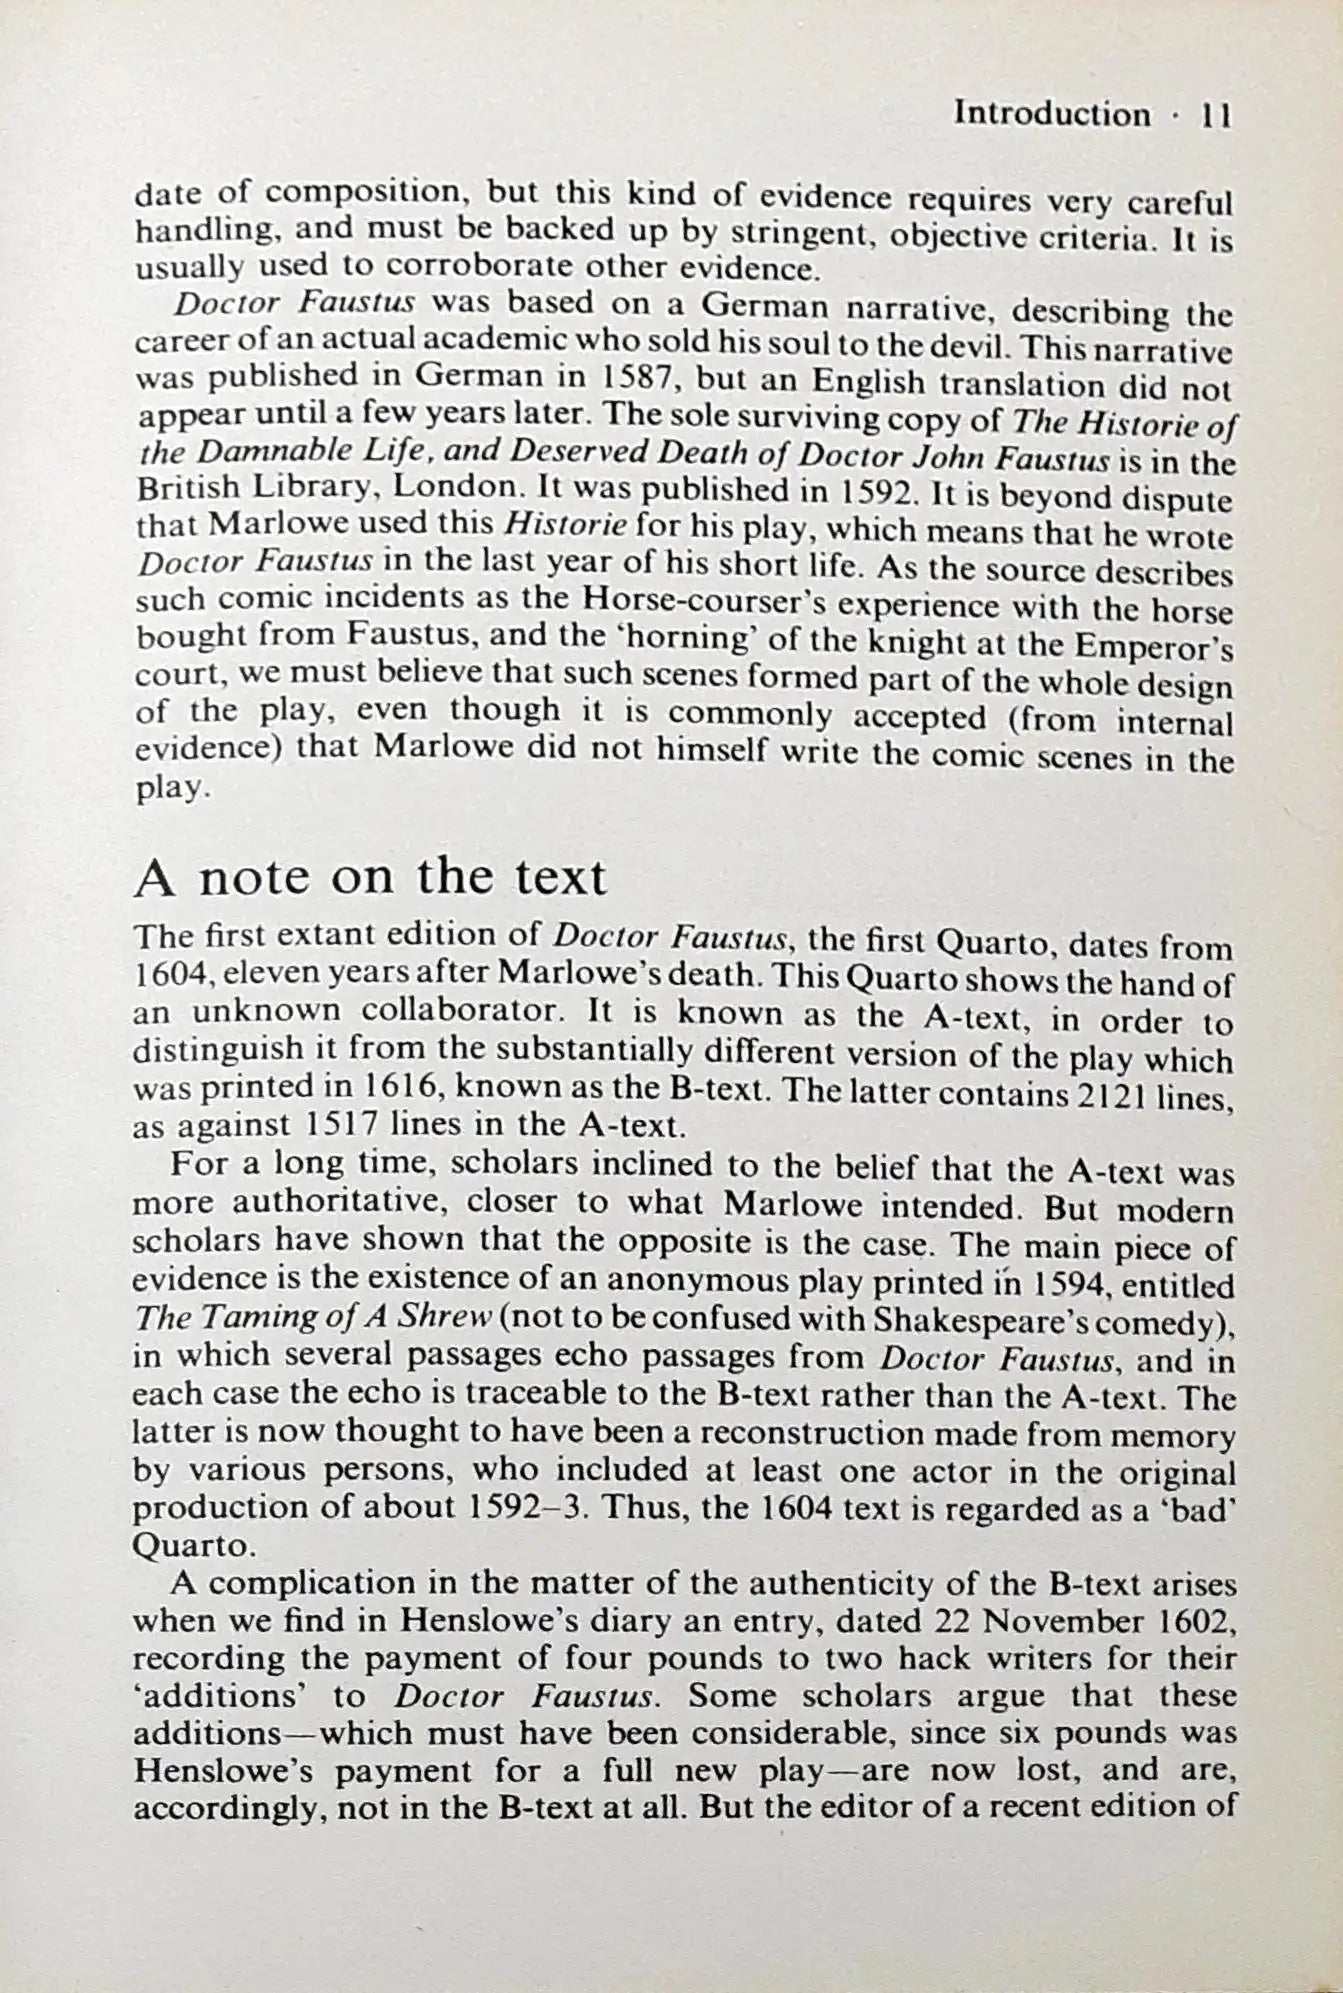 Introduction · 11
date of composition, but this kind of evidence requires very careful
handling, and must be backed up by stringent, objective criteria. It is
usually used to corroborate other evidence.
Doctor Faustus was based on a German narrative, describing the
career of an actual academic who sold his soul to the devil. This narrative
was published in German in 1587, but an English translation did not
appear until a few years later. The sole surviving copy of The Historie of
the Damnable Life, and Deserved Death of Doctor John Faustus is in the
British Library, London. It was published in 1592. It is beyond dispute
that Marlowe used this Historie for his play, which means that he wrote
Doctor Faustus in the last year of his short life. As the source describes
such comic incidents as the Horse-courser's experience with the horse
bought from Faustus, and the ‘horning’ of the knight at the Emperor's
court, we must believe that such scenes formed part of the whole design
of the play, even though it is commonly accepted (from internal
evidence) that Marlowe did not himself write the comic scenes in the
play.
A note on the text
The first extant edition of Doctor Faustus, the first Quarto, dates from
1604, eleven years after Marlowe's death. This Quarto shows the hand of
an unknown collaborator. It is known as the A-text, in order to
distinguish it from the substantially different version of the play which
was printed in 1616, known as the B-text. The latter contains 2121 lines,
as against 1517 lines in the A-text.
For a long time, scholars inclined to the belief that the A-text was
more authoritative, closer to what Marlowe intended. But modern
scholars have shown that the opposite is the case. The main piece of
evidence is the existence of an anonymous play printed in 1594, entitled
The Taming of A Shrew (not to be confused with Shakespeare's comedy),
in which several passages echo passages from Doctor Faustus, and in
each case the echo is traceable to the B-text rather than the A-text. The
latter is now thought to have been a reconstruction made from memory
by various persons, who included at least one actor in the original
production of about 1592–3. Thus, the 1604 text is regarded as a ‘bad’
Quarto.
A complication in the matter of the authenticity of the B-text arises
when we find in Henslowe's diary an entry, dated 22 November 1602,
recording the payment of four pounds to two hack writers for their
‘additions’ to Doctor Faustus. Some scholars argue that these
additions—which must have been considerable, since six pounds was
Henslowe's payment for a full new play—are now lost, and are,
accordingly, not in the B-text at all. But the editor of a recent edition of